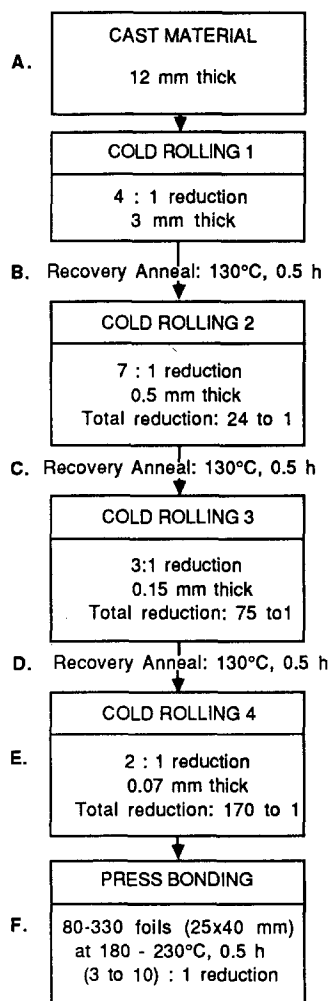 CAST MATERIAL
A.
12 mm thick
COLD ROLLING 1
4 : 1 reduction
3 mm thick
B. Recovery Anneal: 130°C, 0.5 h
COLD ROLLING 2
7 : 1 reduction
0.5 mm thick
Total reduction: 24 to 1
C. Recovery Anneal: 130°C, 0.5 h
COLD ROLLING 3
3:1 reduction
0.15 mm thick
Total reduction: 75 to1
D. Recovery Anneal: 130°C, 0.5 h
COLD ROLLING 4
E.
2 : 1 reduction
0.07 mm thick
Total reduction: 170 to 1
PRESS BONDING
F. 80-330 foils (25x40 mm)
at 180 - 230°C, 0.5 h
(3 to 10) : 1 reduction